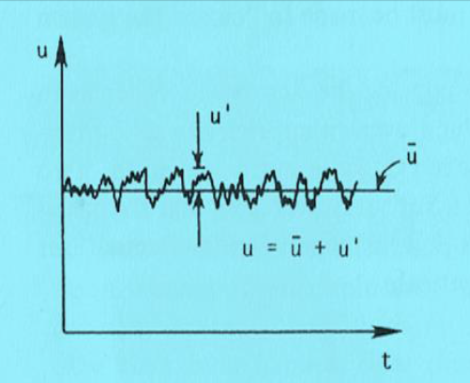 u
u'
ū
u = ū + u'
t